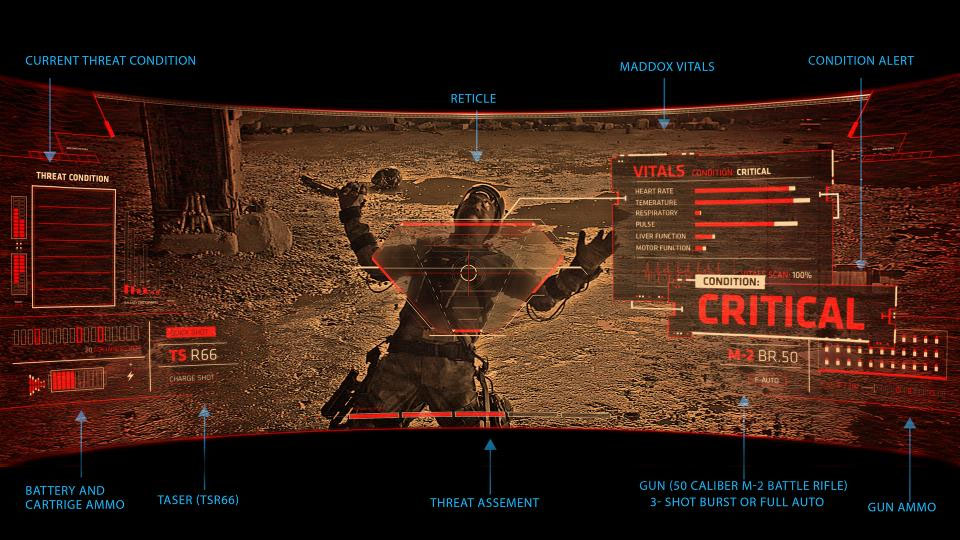 CURRENT THREAT CONDITION
MADDOX VITALS
CONDITION ALERT
RETICLE
THREAT CONDITION
VITALS CONDITION: CRITICAL
HEART RATE
TEMERATURE
RESPIRATORY
PULSE
LIVER FUNCTION
MOTOR FUNCTION
SCAN: 100%
CONDITION:
CRITICAL
TS R66
CHARGE SHOT
M-2 BR.50
F-AUTO
BATTERY AND
CARTRIGE AMMO
TASER (TSR66)
THREAT ASSEMENT
GUN (50 CALIBER M-2 BATTLE RIFLE)
3- SHOT BURST OR FULL AUTO
GUN AMMO